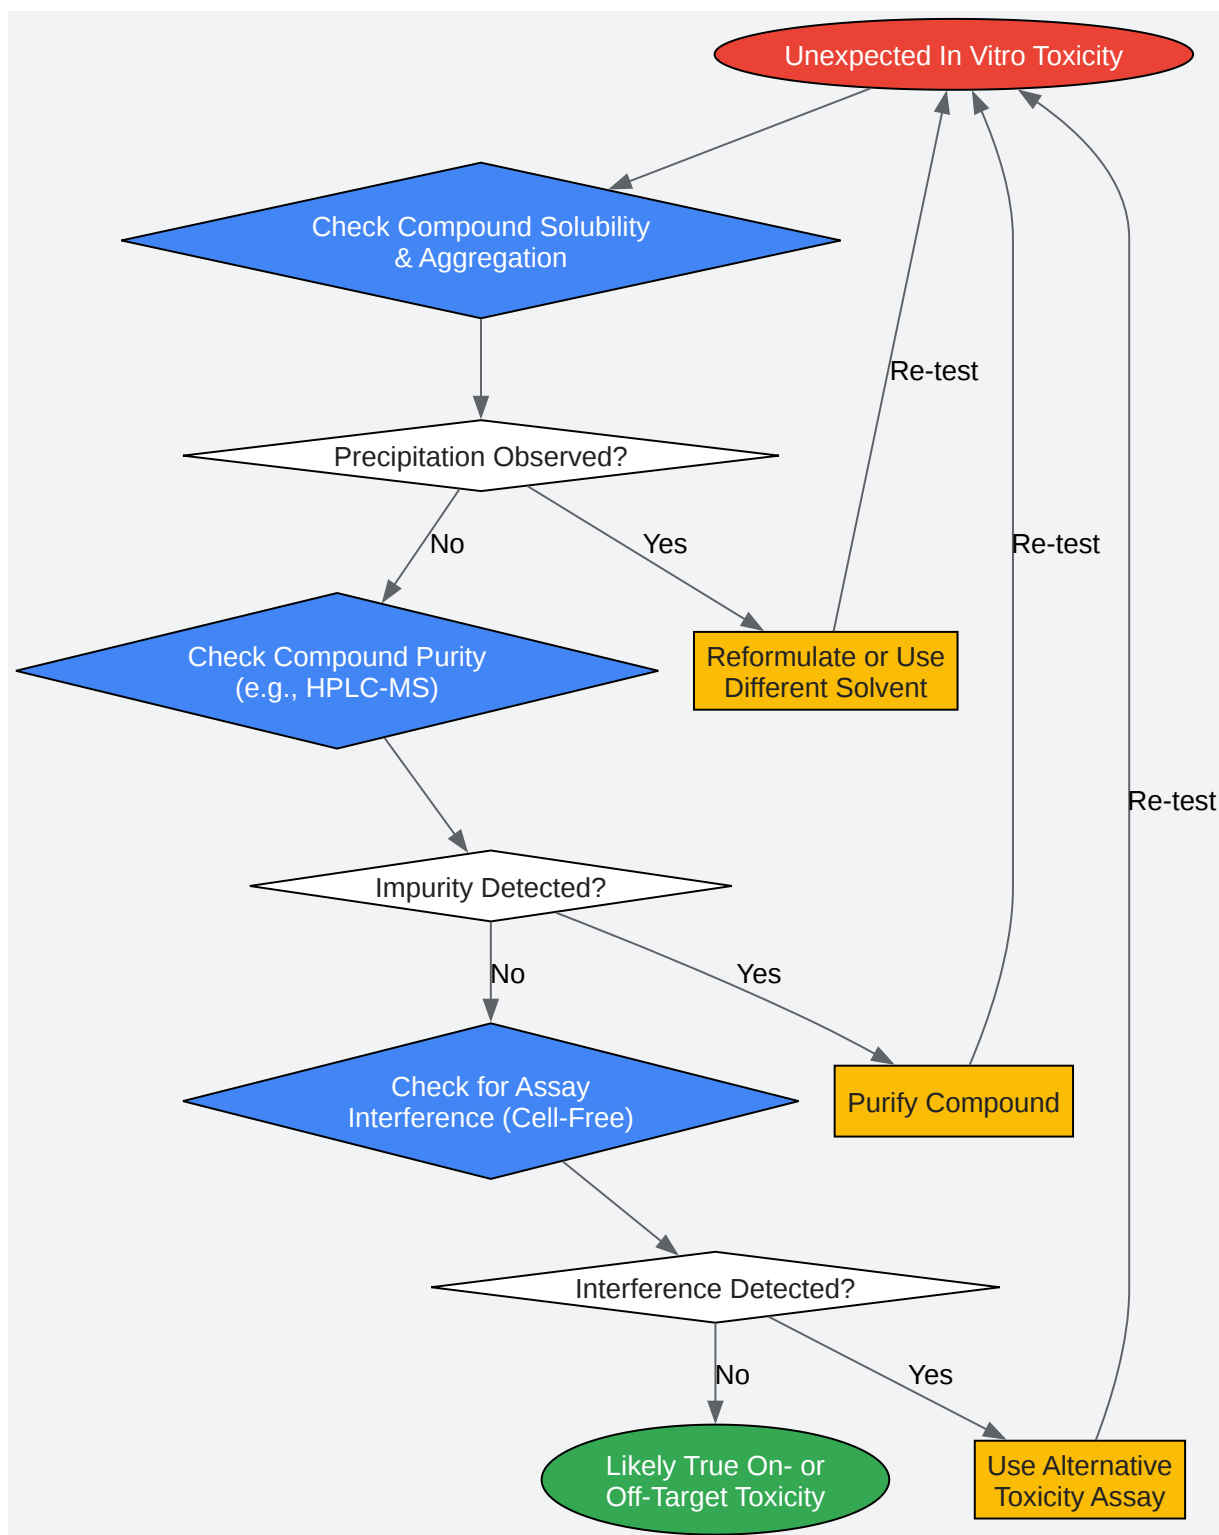 Unexpected In Vitro Toxicity
Check Compound Solubility
& Aggregation
Re-test
Precipitation Observed?
No
Yes
Re-test
Check Compound Purity
(e.g., HPLC-MS)
Reformulate or Use
Different Solvent
Re-test
Impurity Detected?
No
Yes
Check for Assay
Interference (Cell-Free)
Purify Compound
Interference Detected?
No
Yes
Likely True On- or
Off-Target Toxicity
Use Alternative
Toxicity Assay